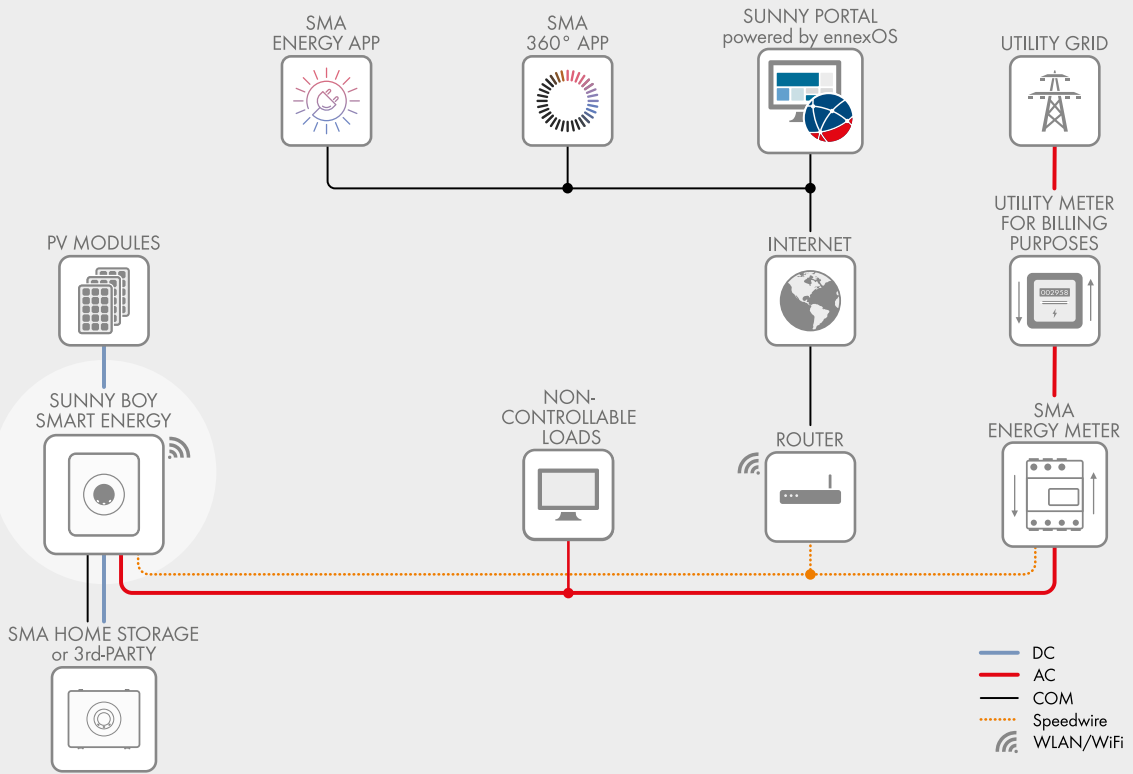 SMA
ENERGY APP
SMA
360° APP
SUNNY PORTAL
powered by ennexOS
UTILITY GRID
UTILITY METER
FOR BILLING
PURPOSES
002938
PV MODULES
INTERNET
SUNNY BOY
SMART ENERGY
NON-
CONTROLLABLE
LOADS
ROUTER
SMA
ENERGY METER
SMA HOME STORAGE
or 3rd-PARTY
DC
AC
COM
Speedwire
WLAN/WiFi